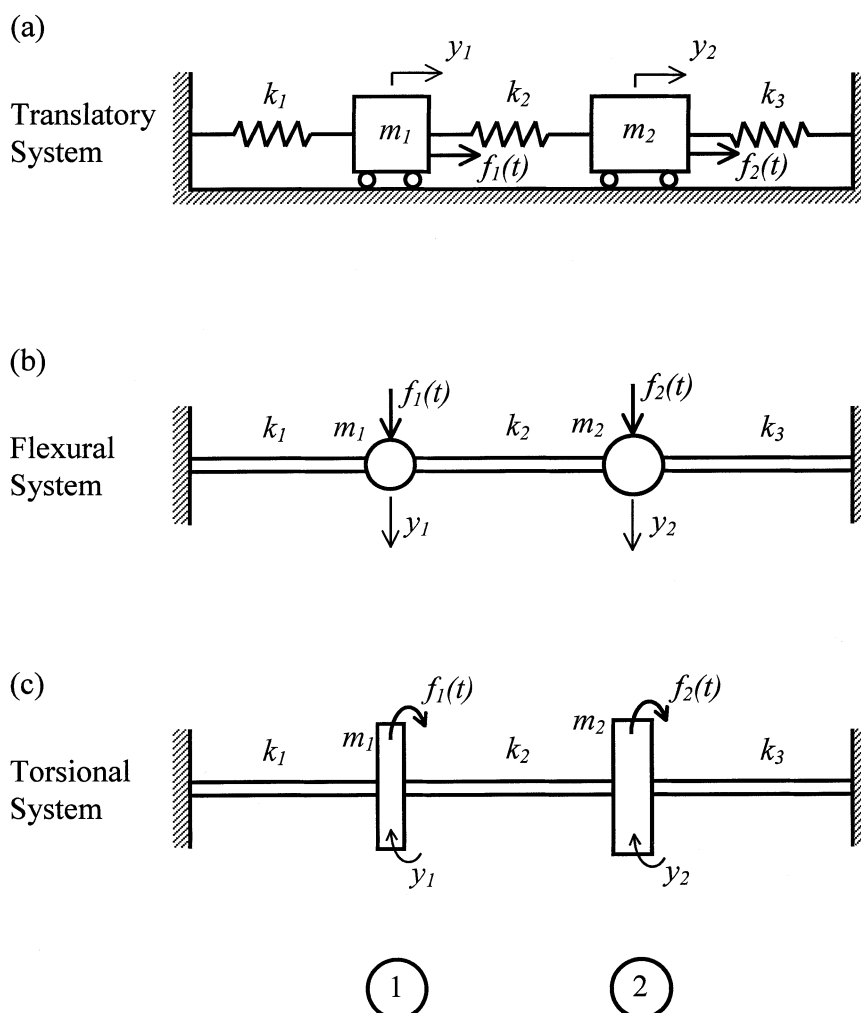 (a)
Translatory
System
y1 y2
k1 k2 k3
m1 m2
f1(t) f2(t)
(b)
Flexural
System
f1(t) f2(t)
k1 m1 k2 m2 k3
y1 y2
(c)
Torsional
System
f1(t) f2(t)
m1 m2
k1 k2 k3
y1 y2
1 2